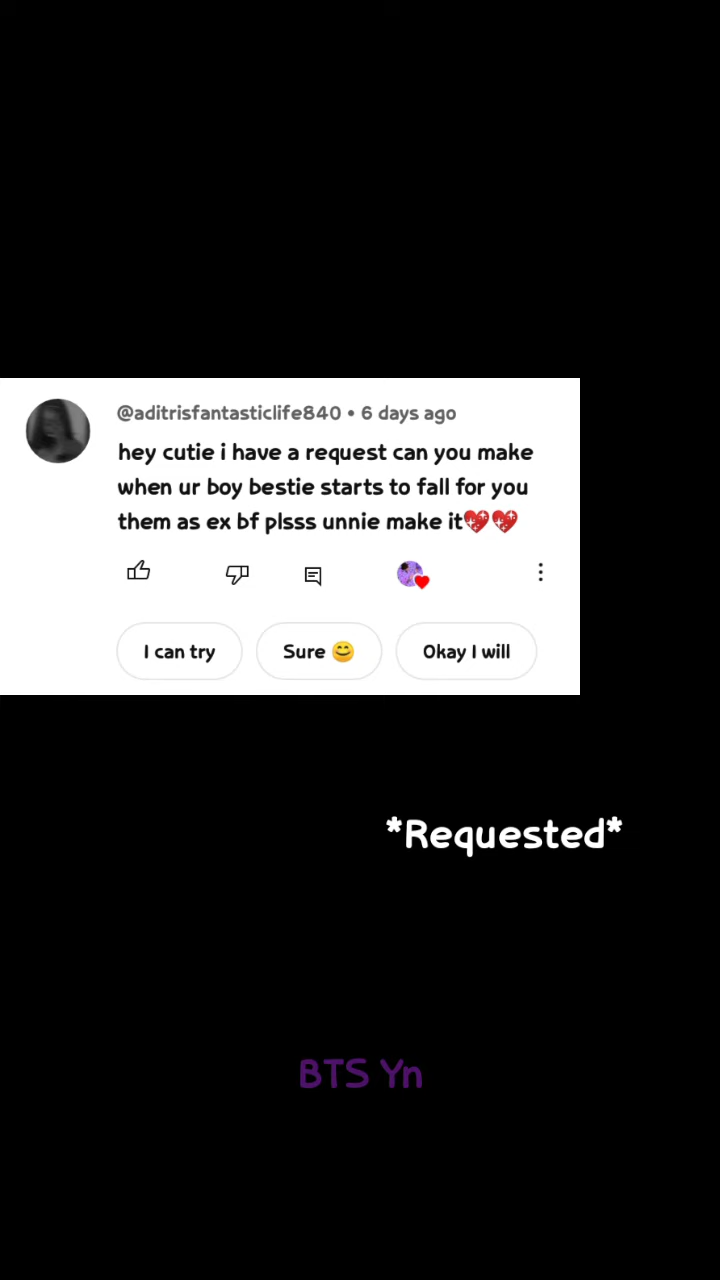 @aditrisfantasticlife840 • 6 days ago
hey cutie i have a request can you make
when ur boy bestie starts to fall for you
them as ex bf plsss unnie make it💖💖
I can try
Sure 😊
Okay I will
*Requested*
BTS Yn